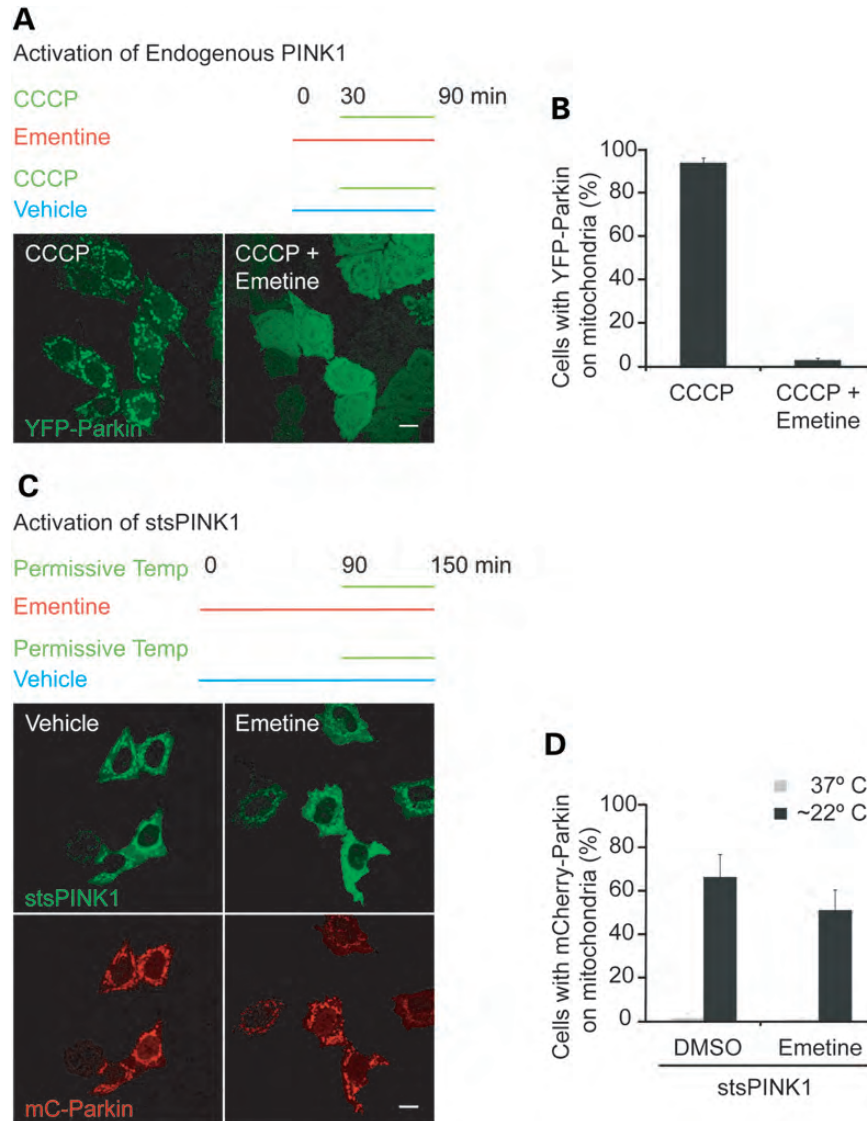 A
Activation of Endogenous PINK1
CCCP 0 30 90 min
Ementine
CCCP
Vehicle
CCCP
CCCP +
Emetine
YFP-Parkin
B
Cells with YFP-Parkin
on mitochondria (%)
100
80
60
40
20
0
CCCP
CCCP +
Emetine
C
Activation of stsPINK1
Permissive Temp 0 90 150 min
Ementine
Permissive Temp
Vehicle
Vehicle
Emetine
stsPINK1
mC-Parkin
D
37º C
~22º C
Cells with mCherry-Parkin
on mitochondria (%)
100
80
60
40
20
0
DMSO Emetine
stsPINK1